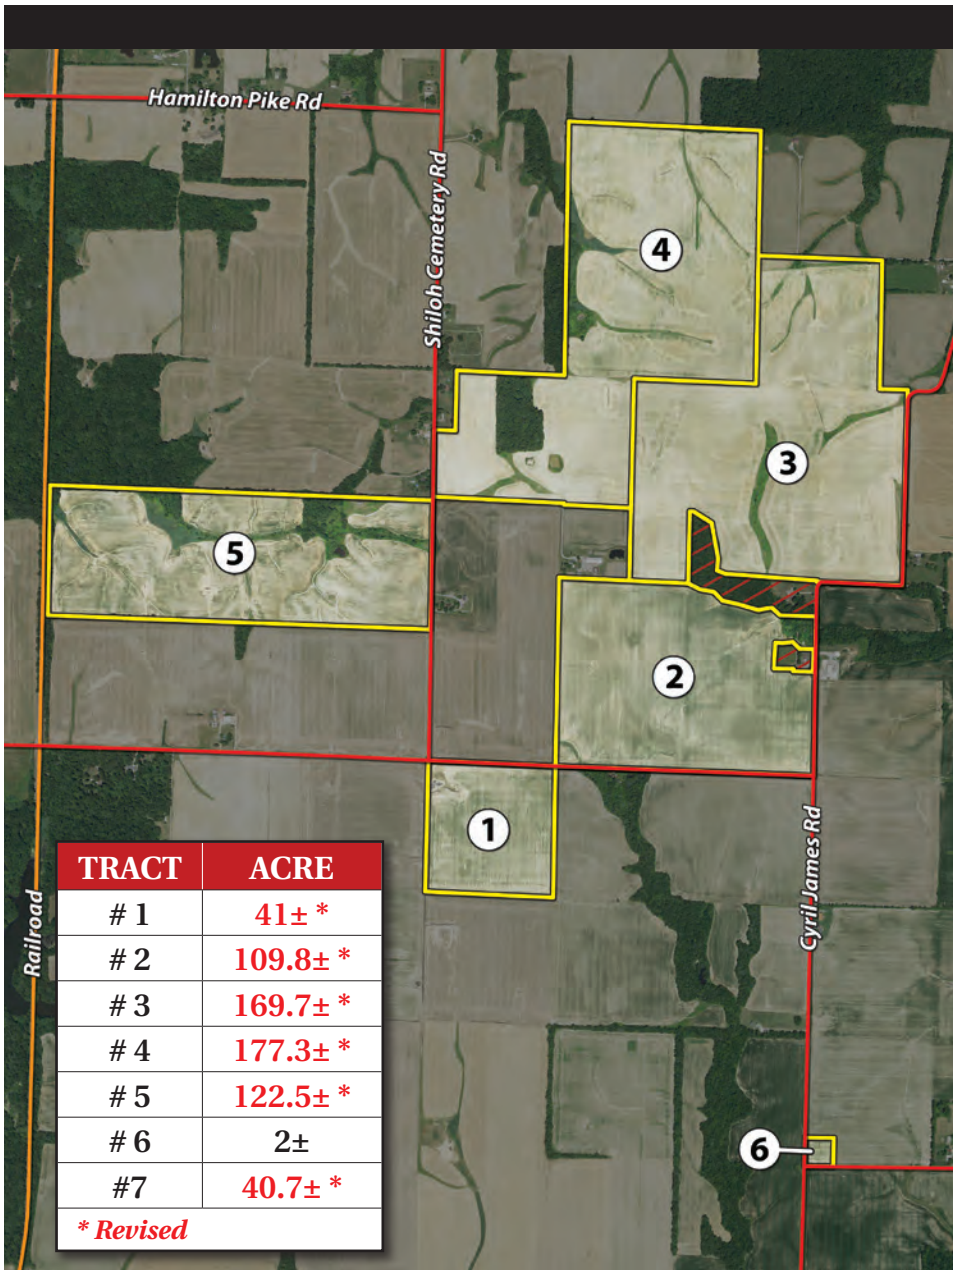 Hamilton Pike Rd
Shiloh Cemetery Rd
4
3
5
2
1
Cyril James Rd
Railroad
6
TRACT ACRE
# 1 41± *
# 2 109.8± *
# 3 169.7± *
# 4 177.3± *
# 5 122.5± *
# 6 2±
#7 40.7± *
* Revised